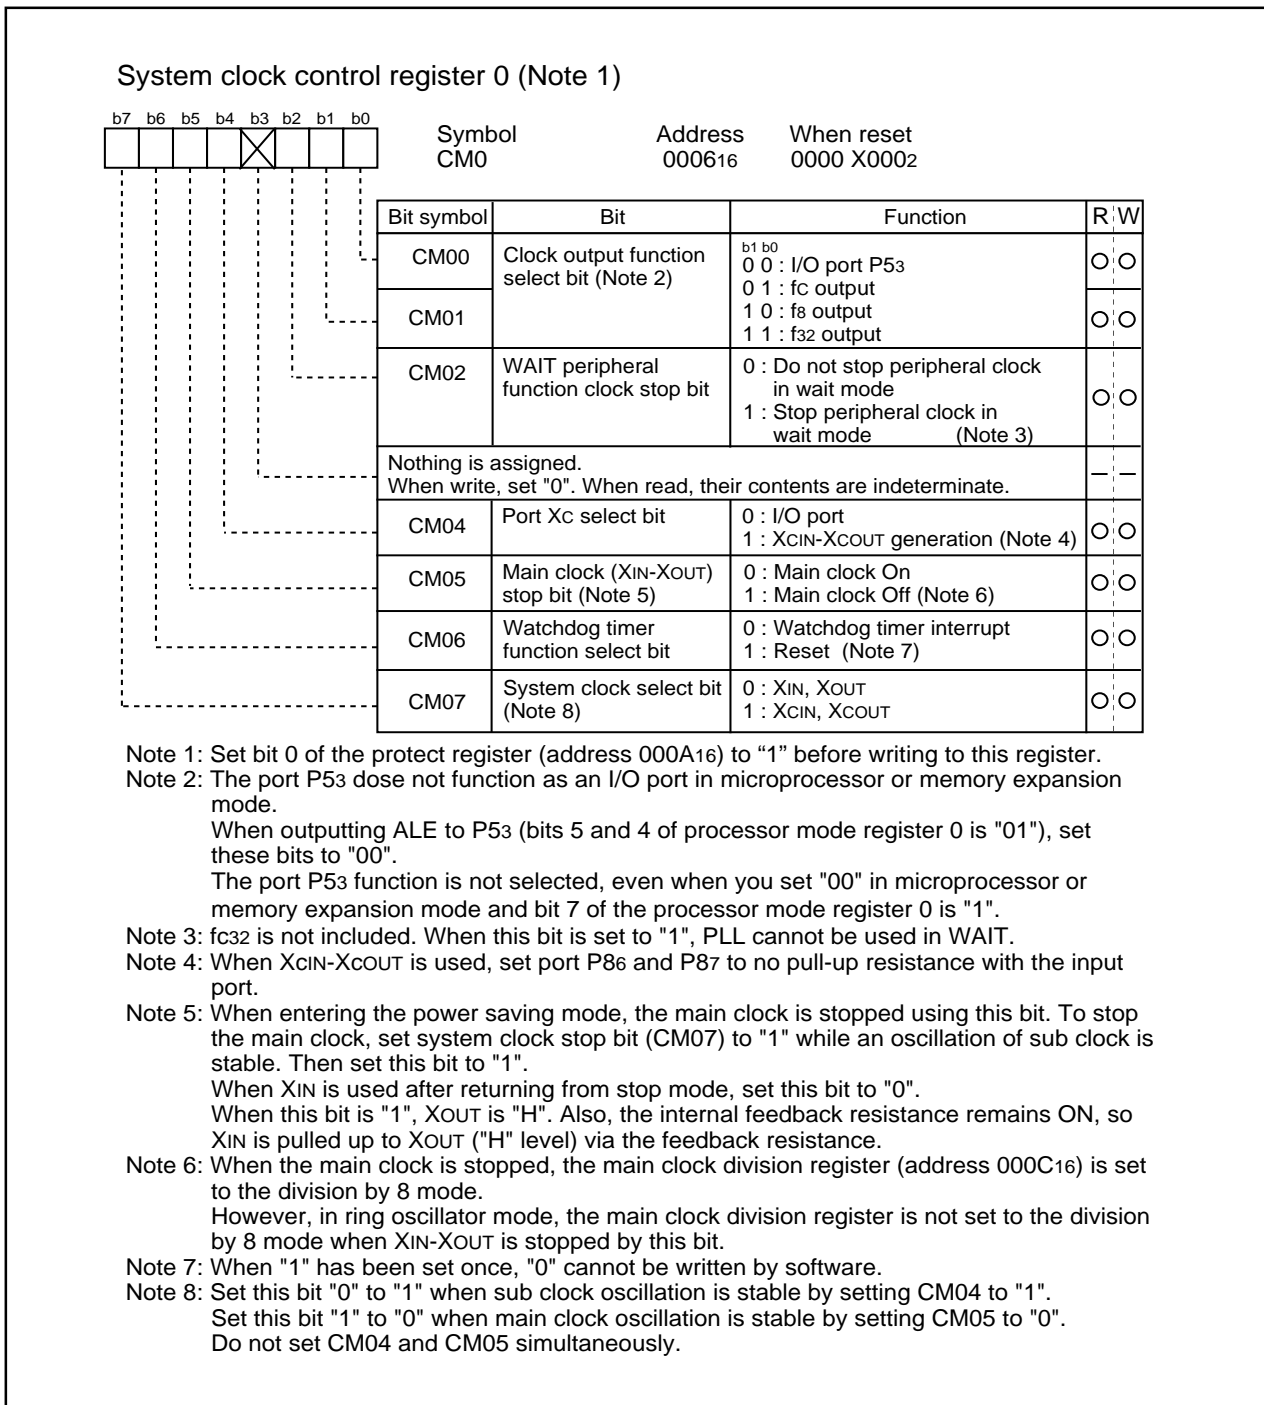 System clock control register 0 (Note 1)
b7 b6 b5 b4 b3 b2 b1 b0
Symbol Address When reset
CM0 000616 0000 X0002
Bit symbol Bit Function R W
CM00 Clock output function select bit (Note 2)
b1 b0
0 0 : I/O port P53
0 1 : fC output
1 0 : f8 output
1 1 : f32 output
CM01
CM02 WAIT peripheral function clock stop bit
0 : Do not stop peripheral clock
in wait mode
1 : Stop peripheral clock in
wait mode (Note 3)
Nothing is assigned.
When write, set "0". When read, their contents are indeterminate.
CM04 Port XC select bit
0 : I/O port
1 : XCIN-XCOUT generation (Note 4)
CM05 Main clock (XIN-XOUT) stop bit (Note 5)
0 : Main clock On
1 : Main clock Off (Note 6)
CM06 Watchdog timer function select bit
0 : Watchdog timer interrupt
1 : Reset (Note 7)
CM07 System clock select bit (Note 8)
0 : XIN, XOUT
1 : XCIN, XCOUT
Note 1: Set bit 0 of the protect register (address 000A16) to “1” before writing to this register.
Note 2: The port P53 dose not function as an I/O port in microprocessor or memory expansion
mode.
When outputting ALE to P53 (bits 5 and 4 of processor mode register 0 is "01"), set
these bits to "00".
The port P53 function is not selected, even when you set "00" in microprocessor or
memory expansion mode and bit 7 of the processor mode register 0 is "1".
Note 3: fc32 is not included. When this bit is set to "1", PLL cannot be used in WAIT.
Note 4: When XcIN-XcOUT is used, set port P86 and P87 to no pull-up resistance with the input
port.
Note 5: When entering the power saving mode, the main clock is stopped using this bit. To stop
the main clock, set system clock stop bit (CM07) to "1" while an oscillation of sub clock is
stable. Then set this bit to "1".
When XIN is used after returning from stop mode, set this bit to "0".
When this bit is "1", XOUT is "H". Also, the internal feedback resistance remains ON, so
XIN is pulled up to XOUT ("H" level) via the feedback resistance.
Note 6: When the main clock is stopped, the main clock division register (address 000C16) is set
to the division by 8 mode.
However, in ring oscillator mode, the main clock division register is not set to the division
by 8 mode when XIN-XOUT is stopped by this bit.
Note 7: When "1" has been set once, "0" cannot be written by software.
Note 8: Set this bit "0" to "1" when sub clock oscillation is stable by setting CM04 to "1".
Set this bit "1" to "0" when main clock oscillation is stable by setting CM05 to "0".
Do not set CM04 and CM05 simultaneously.